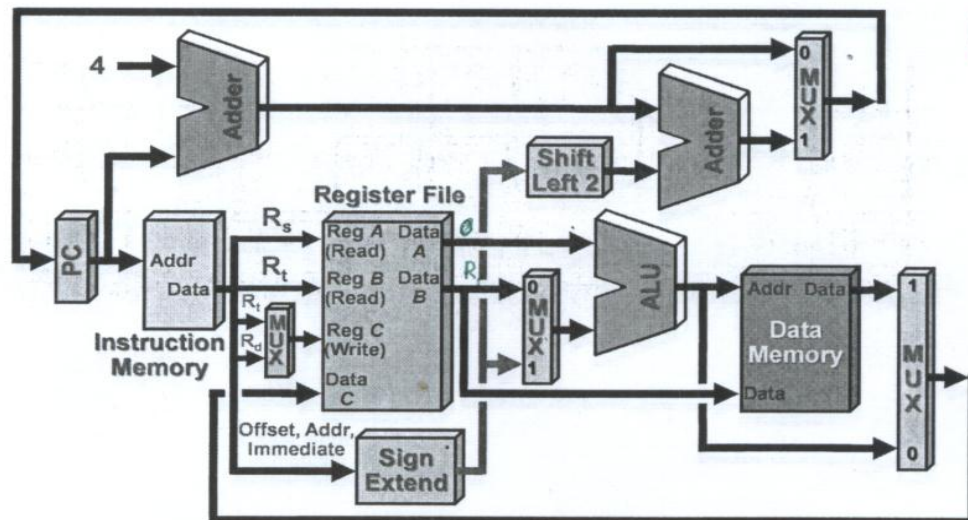 4
Adder
0
MUX
1
Adder
Shift
Left 2
Register File
PC
Addr
Data
Instruction
Memory
Rs
Rt
Rt
Rd
MUX
Reg A
(Read)
Data
A
Reg B
(Read)
Data
B
Reg C
(Write)
Data
C
0
MUX
1
ALU
Addr
Data
Data
Memory
Data
1
MUX
0
Offset, Addr,
Immediate
Sign
Extend